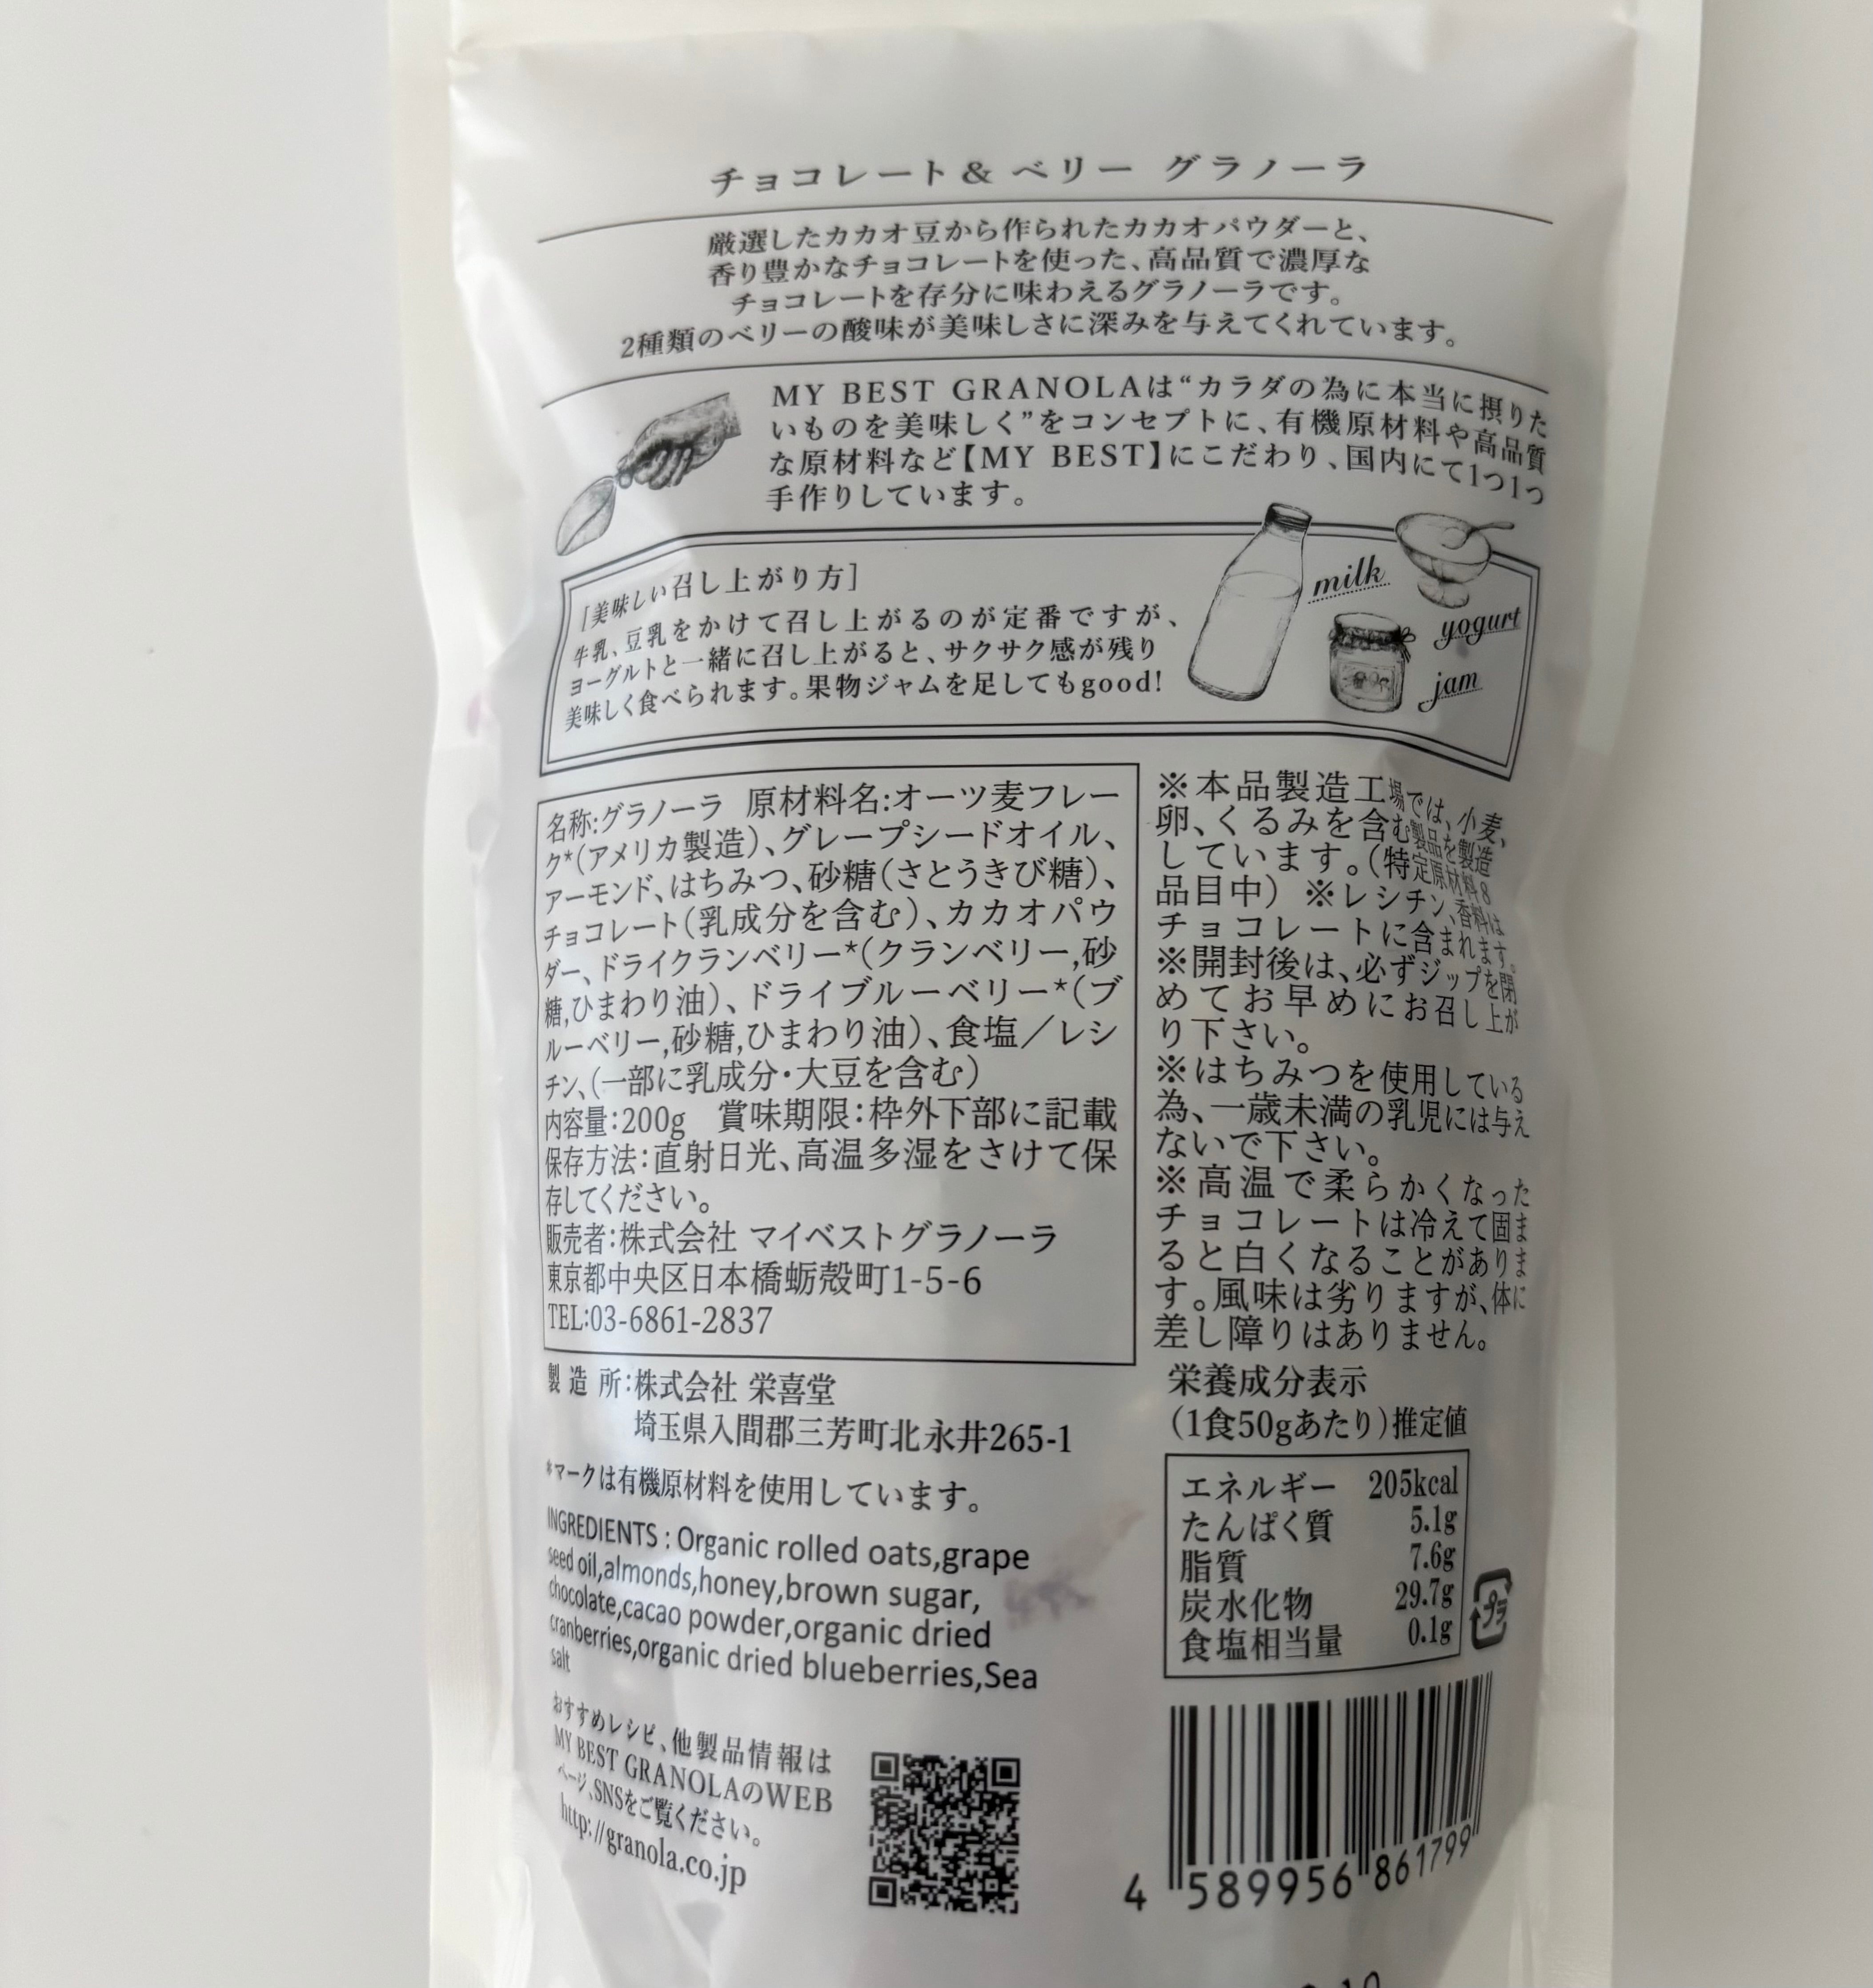 チョコレート& ベリー グラノーラ
厳選したカカオ豆から作られたカカオパウダーと、
香り豊かなチョコレートを使った、高品質で濃厚な
チョコレートを存分に味わえるグラノーラです。
2種類のベリーの酸味が美味しさに深みを与えてくれています。
MY BEST GRANOLAは“カラダの為に本当に摂りた
いものを美味しく”をコンセプトに、有機原材料や高品質
な原材料など【MY BEST】にこだわり、国内にて1つ1つ
手作りしています。
[美味しい召し上がり方]
牛乳、豆乳をかけて召し上がるのが定番ですが、
ヨーグルトと一緒に召し上がると、サクサク感が残り
美味しく食べられます。果物ジャムを足してもgood!
milk
yogurt
jam
名称:グラノーラ 原材料名:オーツ麦フレー
ク*(アメリカ製造)、グレープシードオイル、
アーモンド、はちみつ、砂糖(さとうきび糖)、
チョコレート(乳成分を含む)、カカオパウ
ダー、ドライクランベリー*(クランベリー,砂
糖,ひまわり油)、ドライブルーベリー*(ブ
ルーベリー,砂糖,ひまわり油)、食塩/レシ
チン、(一部に乳成分・大豆を含む)
内容量:200g 賞味期限:枠外下部に記載
保存方法:直射日光、高温多湿をさけて保
存してください。
販売者:株式会社 マイベストグラノーラ
東京都中央区日本橋蛎殻町1-5-6
TEL:03-6861-2837
製造所:株式会社 栄喜堂
埼玉県入間郡三芳町北永井265-1
*マークは有機原材料を使用しています。
INGREDIENTS : Organic rolled oats,grape
seed oil,almonds,honey,brown sugar,
chocolate,cacao powder,organic dried
cranberries,organic dried blueberries,Sea
salt
おすすめレシピ、他製品情報は
MY BEST GRANOLAのWEB
ページ、SNSをご覧ください。
http://granola.co.jp
※本品製造工場では、小麦、
卵、くるみを含む製品を製造
しています。(特定原材料8
品目中) ※レシチン、香料は
チョコレートに含まれます。
※開封後は、必ずジップを閉
めてお早めにお召し上が
り下さい。
※はちみつを使用している
為、一歳未満の乳児には与え
ないで下さい。
※高温で柔らかくなった
チョコレートは冷えて固ま
ると白くなることがありま
す。風味は劣りますが、体に
差し障りはありません。
栄養成分表示
(1食50gあたり)推定値
エネルギー 205kcal
たんぱく質 5.1g
脂質 7.6g
炭水化物 29.7g
食塩相当量 0.1g
プラ
4 589956 861799